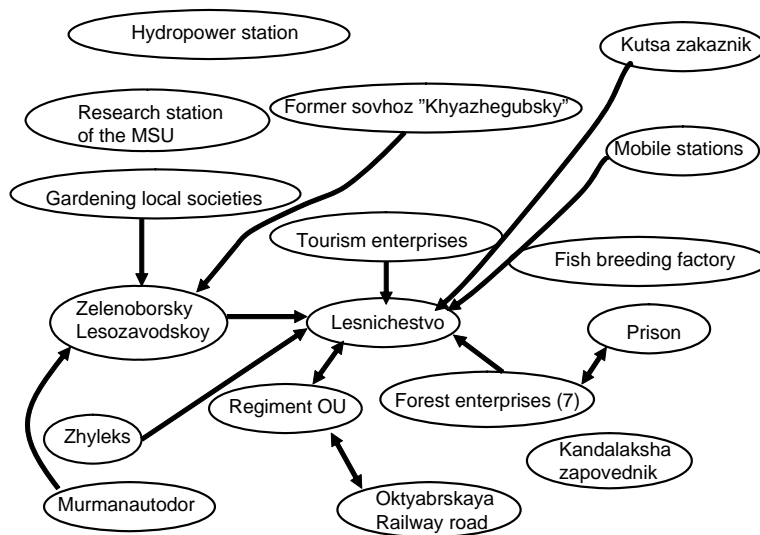 Hydropower station
Kutsa zakaznik
Research station
of the MSU
Former sovhoz ”Khyazhegubsky”
Mobile stations
Gardening local societies
Tourism enterprises
Fish breeding factory
Zelenoborsky
Lesozavodskoy
Lesnichestvo
Prison
Regiment OU
Forest enterprises (7)
Zhyleks
Kandalaksha
zapovednik
Murmanautodor
Oktyabrskaya
Railway road